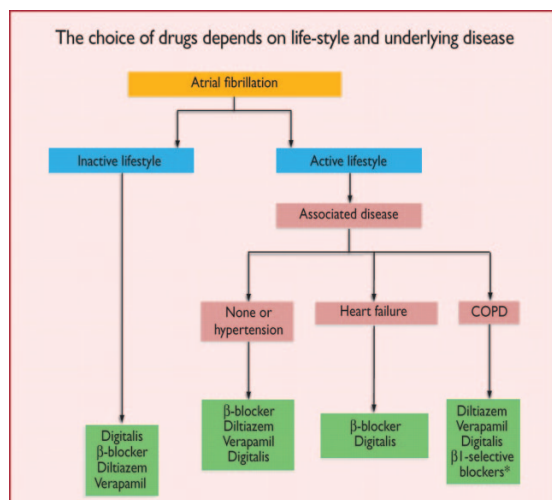 The choice of drugs depends on life-style and underlying disease
Atrial fibrillation
Inactive lifestyle
Active lifestyle
Associated disease
None or
hypertension
Heart failure
COPD
Digitalis
β-blocker
Diltiazem
Verapamil
β-blocker
Diltiazem
Verapamil
Digitalis
β-blocker
Digitalis
Diltiazem
Verapamil
Digitalis
β1-selective
blockers*